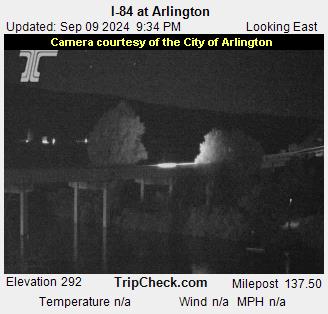 I-84 at Arlington
Updated: Sep 09 2024 9:34 PM Looking East
Camera courtesy of the City of Arlington
Elevation 292 TripCheck.com Milepost 137.50
Temperature n/a Wind n/a MPH n/a